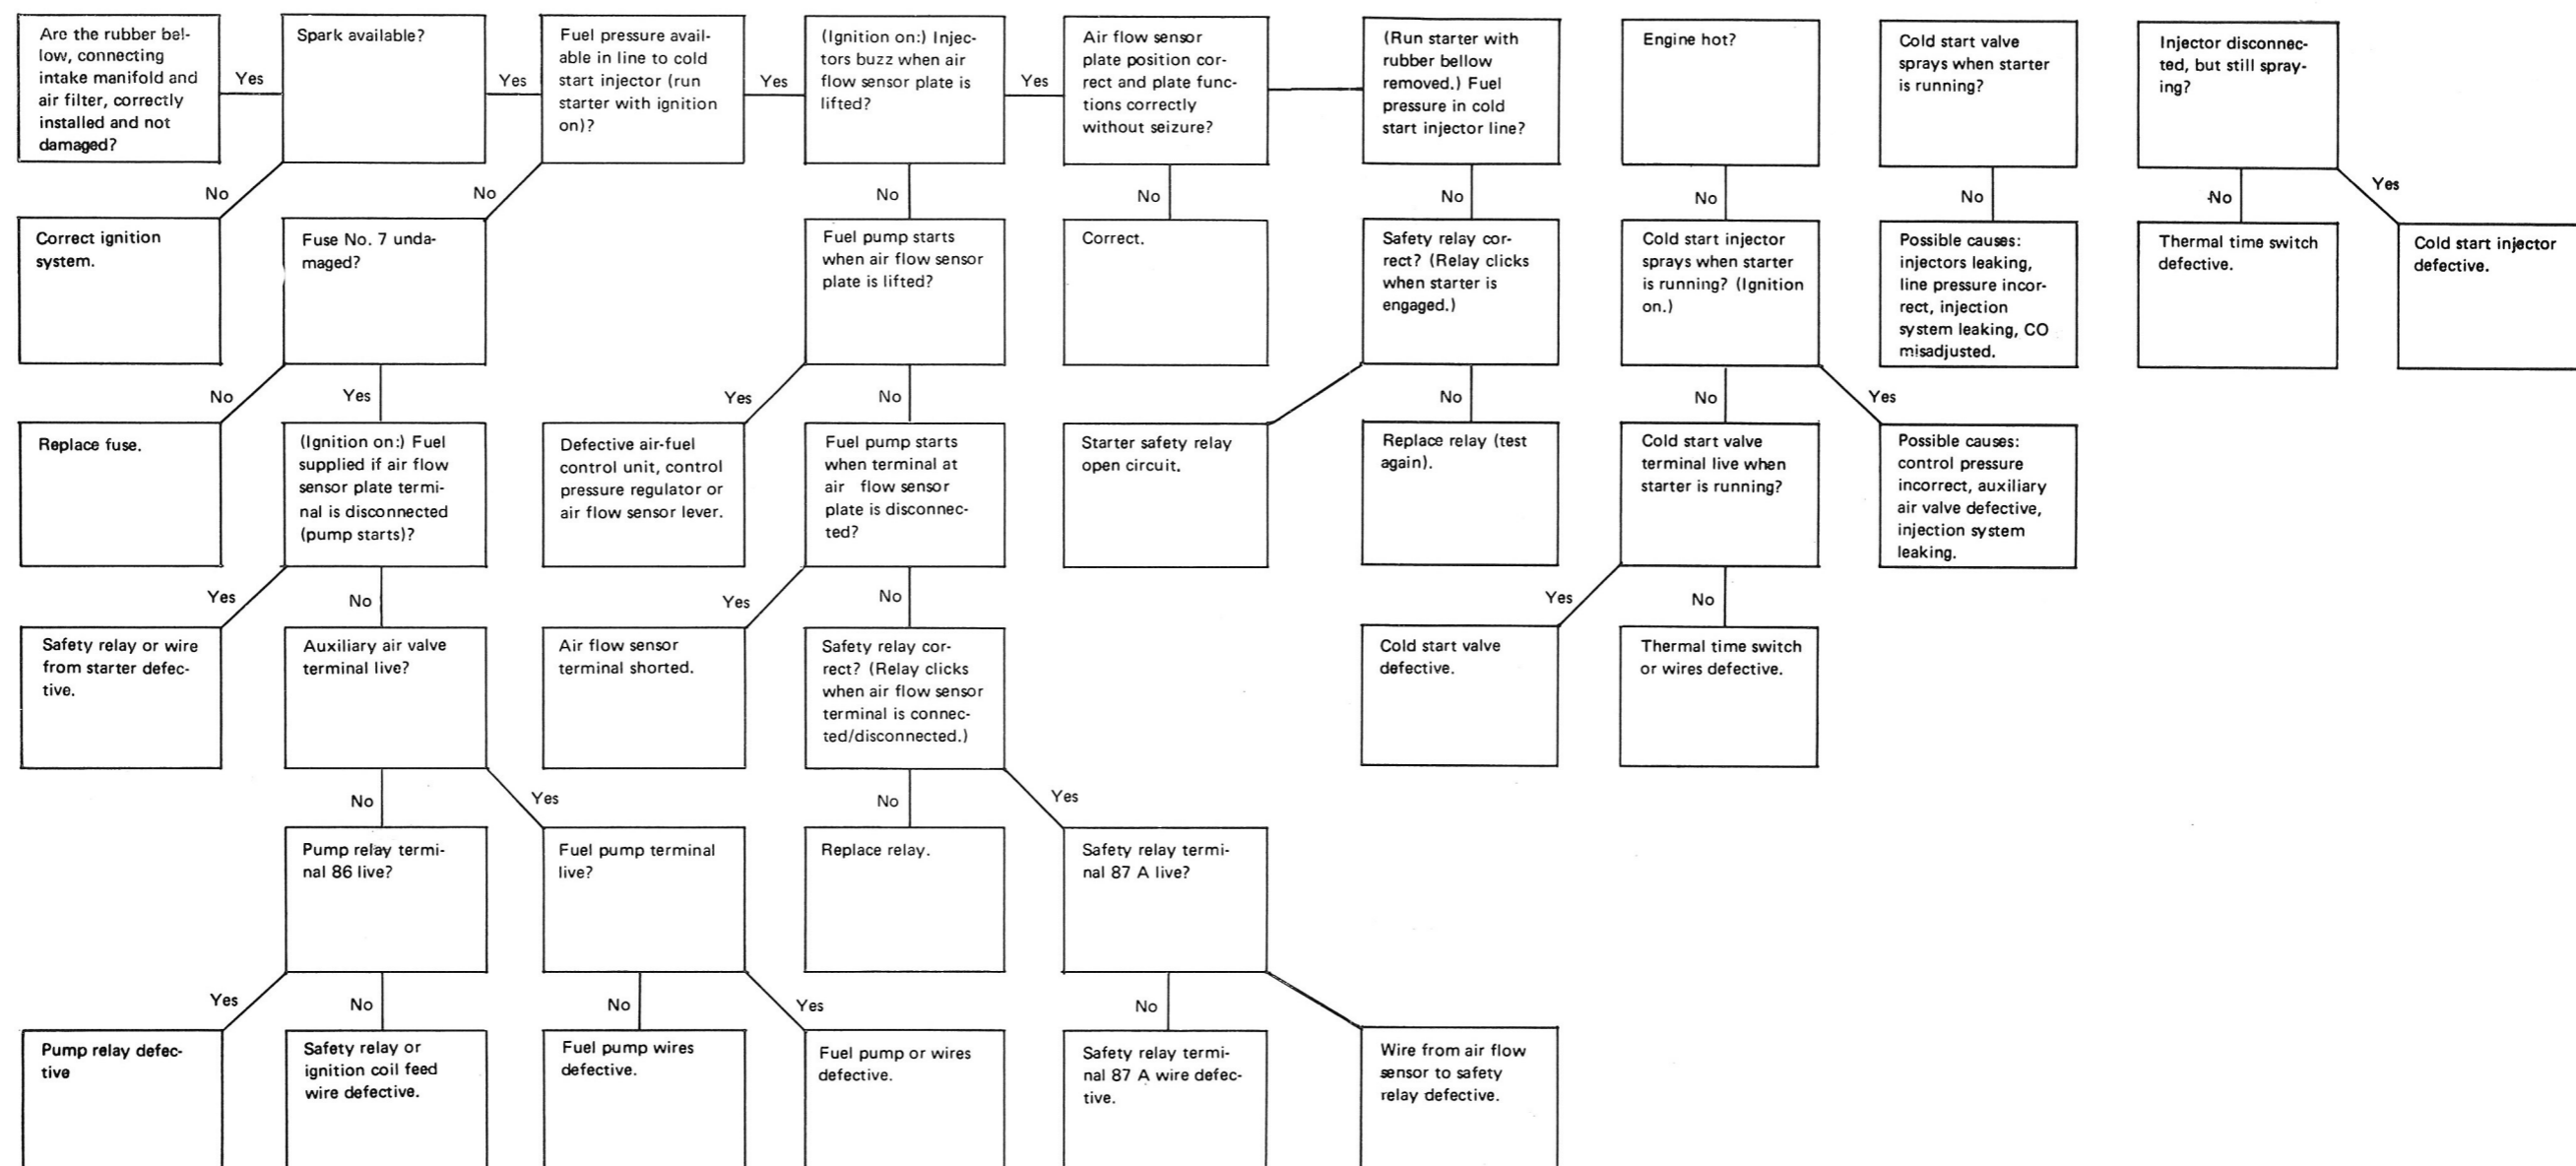 Are the rubber bel-
low, connecting
intake manifold and
air filter, correctly
installed and not
damaged?
Yes
Spark available?
Yes
Fuel pressure avail-
able in line to cold
start injector (run
starter with ignition
on)?
Yes
(Ignition on:) Injec-
tors buzz when air
flow sensor plate is
lifted?
Yes
Air flow sensor
plate position cor-
rect and plate func-
tions correctly
without seizure?
(Run starter with
rubber bellow
removed.) Fuel
pressure in cold
start injector line?
Engine hot?
Cold start valve
sprays when starter
is running?
Injector disconnec-
ted, but still spray-
ing?
No
No
No
No
No
No
No
No
Yes
Correct ignition
system.
Fuse No. 7 unda-
maged?
Fuel pump starts
when air flow sensor
plate is lifted?
Correct.
Safety relay cor-
rect? (Relay clicks
when starter is
engaged.)
Cold start injector
sprays when starter
is running? (Ignition
on.)
Possible causes:
injectors leaking,
line pressure incor-
rect, injection
system leaking, CO
misadjusted.
Thermal time switch
defective.
Cold start injector
defective.
No
Yes
Yes
No
No
No
Yes
Replace fuse.
(Ignition on:) Fuel
supplied if air flow
sensor plate termi-
nal is disconnected
(pump starts)?
Defective air-fuel
control unit, control
pressure regulator or
air flow sensor lever.
Fuel pump starts
when terminal at
air flow sensor
plate is disconnec-
ted?
Starter safety relay
open circuit.
Replace relay (test
again).
Cold start valve
terminal live when
starter is running?
Possible causes:
control pressure
incorrect, auxiliary
air valve defective,
injection system
leaking.
Yes
No
Yes
No
Yes
No
Safety relay or wire
from starter defec-
tive.
Auxiliary air valve
terminal live?
Air flow sensor
terminal shorted.
Safety relay cor-
rect? (Relay clicks
when air flow sensor
terminal is connec-
ted/disconnected.)
Cold start valve
defective.
Thermal time switch
or wires defective.
No
Yes
No
Yes
Pump relay termi-
nal 86 live?
Fuel pump terminal
live?
Replace relay.
Safety relay termi-
nal 87 A live?
Yes
No
No
Yes
No
Pump relay defec-
tive
Safety relay or
ignition coil feed
wire defective.
Fuel pump wires
defective.
Fuel pump or wires
defective.
Safety relay termi-
nal 87 A wire defec-
tive.
Wire from air flow
sensor to safety
relay defective.